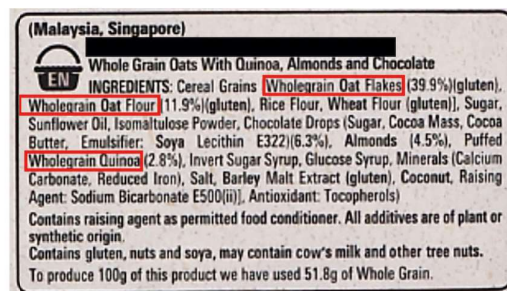 (Malaysia, Singapore)
Whole Grain Oats With Quinoa, Almonds and Chocolate
EN
INGREDIENTS: Cereal Grains Wholegrain Oat Flakes (39.9%)(gluten),
Wholegrain Oat Flour (11.9%)(gluten), Rice Flour, Wheat Flour (gluten)], Sugar,
Sunflower Oil, Isomaltulose Powder, Chocolate Drops (Sugar, Cocoa Mass, Cocoa
Butter, Emulsifier: Soya Lecithin E322)(6.3%), Almonds (4.5%), Puffed
Wholegrain Quinoa (2.8%), Invert Sugar Syrup, Glucose Syrup, Minerals (Calcium
Carbonate, Reduced Iron), Salt, Barley Malt Extract (gluten), Coconut, Raising
Agent: Sodium Bicarbonate E500(ii)], Antioxidant: Tocopherols)
Contains raising agent as permitted food conditioner. All additives are of plant or
synthetic origin.
Contains gluten, nuts and soya, may contain cow's milk and other tree nuts.
To produce 100g of this product we have used 51.8g of Whole Grain.